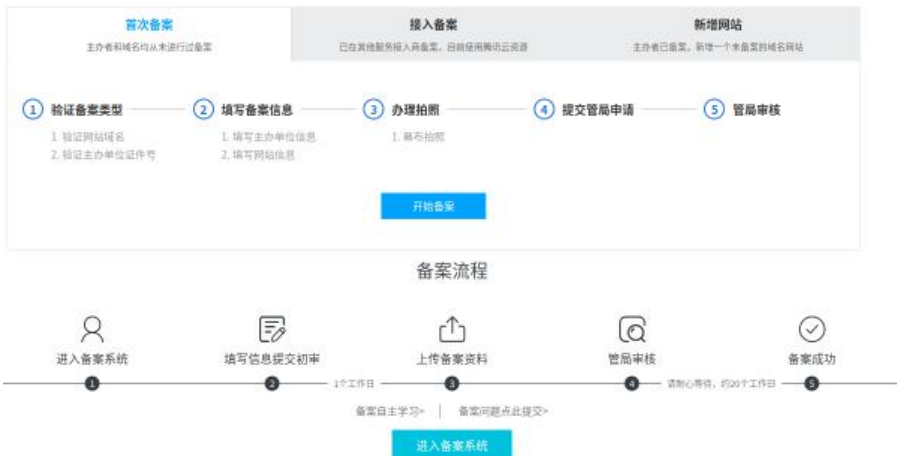 首次备案
主办者和域名均从未进行过备案
接入备案
已在其他服务接入商备案，目前使用腾讯云资源
新增网站
主办者已备案，新增一个未备案的域名网站
1 验证备案类型
1. 验证网站域名
2. 验证主办单位证件号
2 填写备案信息
1. 填写主办单位信息
2. 填写网站信息
3 办理拍照
1. 幕布拍照
4 提交管局申请
5 管局审核
开始备案
备案流程
进入备案系统
填写信息提交初审
上传备案资料
管局审核
备案成功
1
2
1个工作日
3
4
请耐心等待，约20个工作日
5
备案自主学习>
备案问题点此提交>
进入备案系统